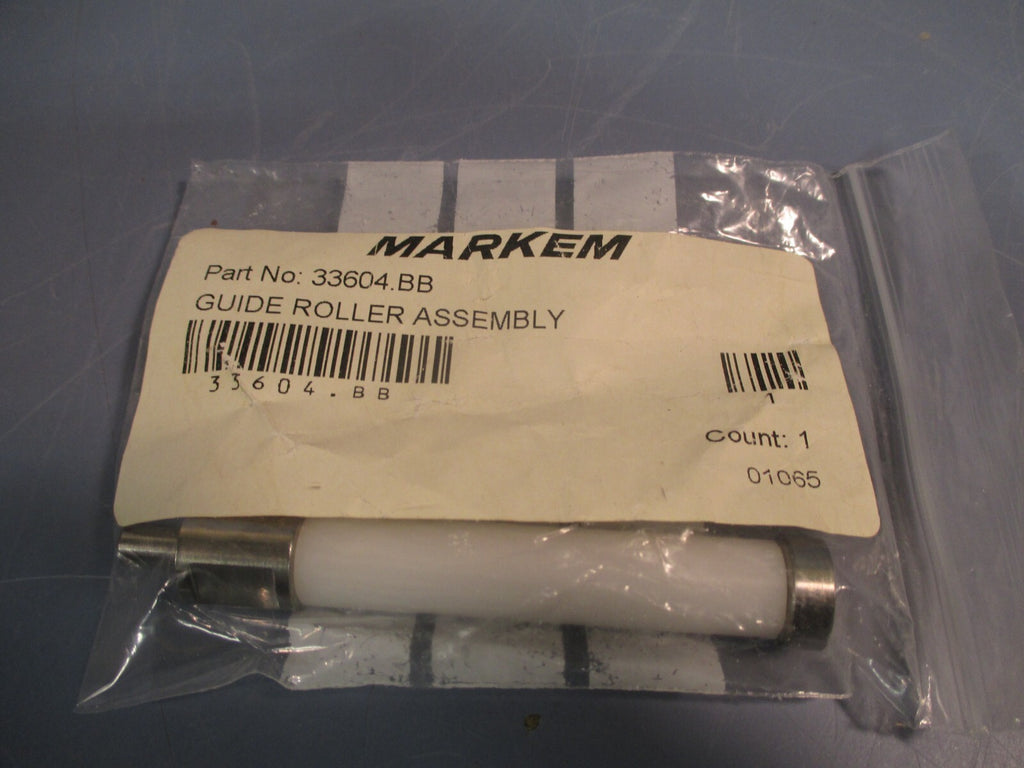 MARKEM
Part No: 33604.BB
GUIDE ROLLER ASSEMBLY
33604.BB
1
Count: 1
01065